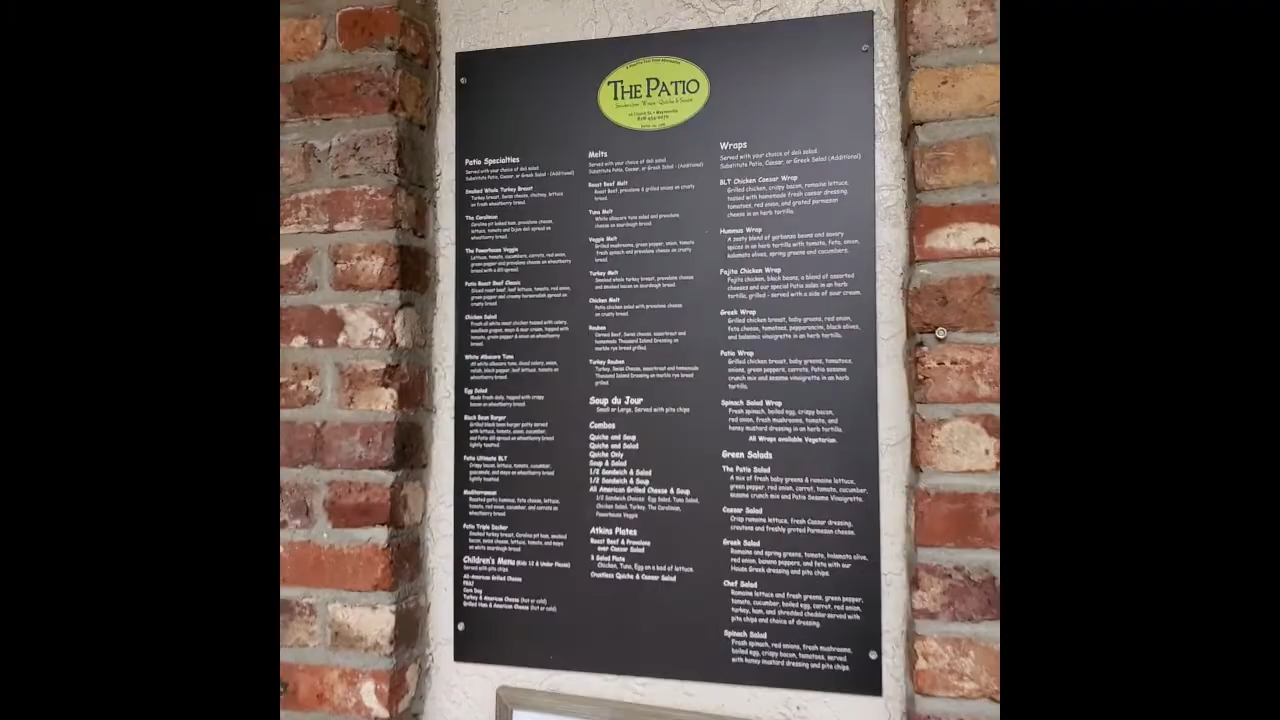 A Healthy Fast Food Alternative
THE PATIO
Sandwiches Wraps Quiche & Soups
Church St. • Waynesville
Patio Specialties
Served with your choice of deli salad.
Substitute Patio, Caesar, or Greek Salad - (Additional)
Smoked Whole Turkey Breast
Turkey breast, Swiss cheese, chutney, lettuce
on fresh wheatberry bread.
The Carolinian
Carolina pit baked ham, provolone cheese,
lettuce, tomato and Dijon deli spread on
wheatberry bread.
The Powerhouse Veggie
Lettuce, tomato, cucumbers, carrots, red onion,
green pepper and provolone cheese on wheatberry
bread with a dill spread.
Patio Roast Beef Classic
Sliced roast beef, leaf lettuce, tomato, red onion,
green pepper and creamy horseradish spread on
crusty bread.
Chicken Salad
Fresh all white meat chicken tossed with celery,
seedless grapes, mayo & sour cream, topped with
tomato, green pepper & onion on wheatberry
bread.
White Albacore Tuna
All white albacore tuna, diced celery, onion,
relish, black pepper, leaf lettuce, tomato on
wheatberry bread.
Egg Salad
Made fresh daily, topped with crispy
bacon on wheatberry bread.
Black Bean Burger
Grilled black bean burger patty served
with lettuce, tomato, onion, cucumber,
and Patio dill spread on wheatberry bread
lightly toasted.
Patio Ultimate BLT
Crispy bacon, lettuce, tomato, cucumber,
guacamole, and mayo on wheatberry bread
lightly toasted.
Mediterranean
Roasted garlic hummus, feta cheese, lettuce,
tomato, red onion, cucumber, and carrots on
wheatberry bread.
Patio Triple Decker
Smoked turkey breast, Carolina pit ham, smoked
bacon, swiss cheese, lettuce, tomato, and mayo
on white sourdough bread.
Children's Menu (Kids 12 & Under Please)
Served with pita chips.
All-American Grilled Cheese
PB&J
Corn Dog
Turkey & American Cheese (hot or cold)
Grilled Ham & American Cheese (hot or cold)
Melts
Served with your choice of deli salad.
Substitute Patio, Caesar, or Greek Salad - (Additional)
Roast Beef Melt
Roast Beef, provolone & grilled onions on crusty
bread.
Tuna Melt
White albacore tuna salad and provolone
cheese on sourdough bread.
Veggie Melt
Grilled mushrooms, green pepper, onion, tomato
fresh spinach and provolone cheese on crusty
bread.
Turkey Melt
Smoked whole turkey breast, provolone cheese
and smoked bacon on sourdough bread.
Chicken Melt
Patio chicken salad with provolone cheese
on crusty bread.
Reuben
Corned Beef, Swiss cheese, sauerkraut and
homemade Thousand Island Dressing on
marble rye bread grilled.
Turkey Reuben
Turkey, Swiss Cheese, sauerkraut and homemade
Thousand Island Dressing on marble rye bread
grilled.
Soup du Jour
Small or Large, Served with pita chips
Combos
Quiche and Soup
Quiche and Salad
Quiche Only
Soup & Salad
1/2 Sandwich & Salad
1/2 Sandwich & Soup
All American Grilled Cheese & Soup
1/2 Sandwich Choices: Egg Salad, Tuna Salad,
Chicken Salad, Turkey, The Carolinian,
Powerhouse Veggie
Atkins Plates
Roast Beef & Provolone
over Caesar Salad
3 Salad Plate
Chicken, Tuna, Egg on a bed of lettuce.
Crustless Quiche & Caesar Salad
Wraps
Served with your choice of deli salad.
Substitute Patio, Caesar, or Greek Salad (Additional)
BLT Chicken Caesar Wrap
Grilled chicken, crispy bacon, romaine lettuce,
tossed with homemade fresh caesar dressing,
tomatoes, red onion, and grated parmesan
cheese in an herb tortilla.
Hummus Wrap
A zesty blend of garbanzo beans and savory
spices in an herb tortilla with tomato, feta, onion,
kalamata olives, spring greens and cucumbers.
Fajita Chicken Wrap
Fajita chicken, black beans, a blend of assorted
cheeses and our special Patio salsa in an herb
tortilla, grilled - served with a side of sour cream.
Greek Wrap
Grilled chicken breast, baby greens, red onion,
feta cheese, tomatoes, pepperoncini, black olives,
and balsamic vinaigrette in an herb tortilla.
Patio Wrap
Grilled chicken breast, baby greens, tomatoes,
onions, green peppers, carrots, Patio sesame
crunch mix and sesame vinaigrette in an herb
tortilla.
Spinach Salad Wrap
Fresh spinach, boiled egg, crispy bacon,
red onion, fresh mushrooms, tomato, and
honey mustard dressing in an herb tortilla.
All Wraps available Vegetarian.
Green Salads
The Patio Salad
A mix of fresh baby greens & romaine lettuce,
green pepper, red onion, carrot, tomato, cucumber,
sesame crunch mix and Patio Sesame Vinaigrette.
Caesar Salad
Crisp romaine lettuce, fresh Caesar dressing,
croutons and freshly grated Parmesan cheese.
Greek Salad
Romaine and spring greens, tomato, kalamata olive,
red onion, banana peppers, and feta with our
House Greek dressing and pita chips.
Chef Salad
Romaine lettuce and fresh greens, green pepper,
tomato, cucumber, boiled egg, carrot, red onion,
turkey, ham, and shredded cheddar served with
pita chips and choice of dressing.
Spinach Salad
Fresh spinach, red onions, fresh mushrooms,
boiled egg, crispy bacon, tomatoes, served
with honey mustard dressing and pita chips.